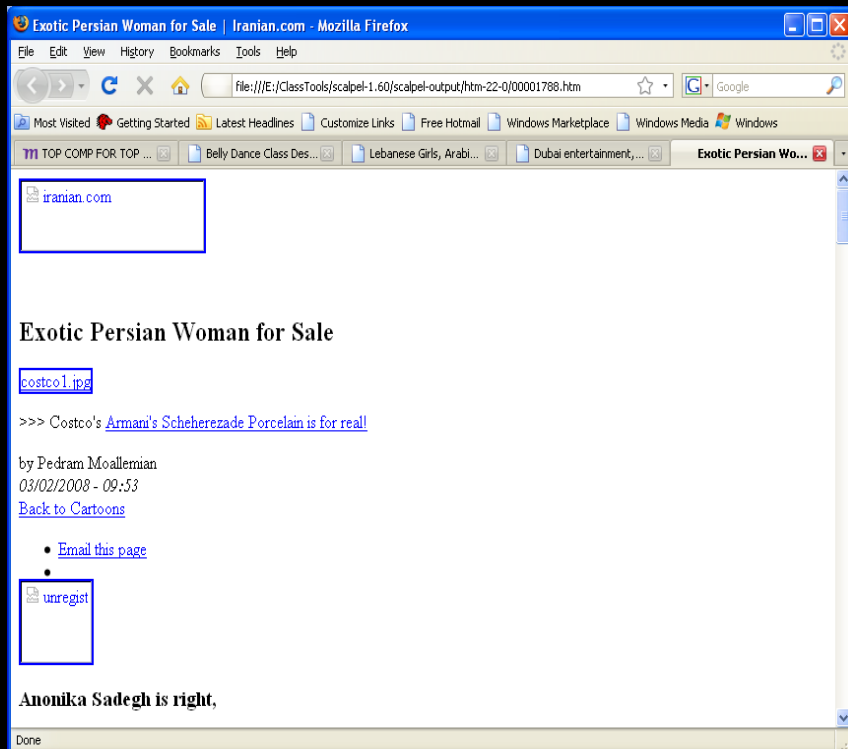 Exotic Persian Woman for Sale | Iranian.com - Mozilla Firefox
File Edit View History Bookmarks Tools Help
file:///E:/ClassTools/scalpel-1.60/scalpel-output/htm-22-0/00001788.htm G Google
Most Visited Getting Started Latest Headlines Customize Links Free Hotmail Windows Marketplace Windows Media Windows
m TOP COMP FOR TOP ... Belly Dance Class Des... Lebanese Girls, Arabi... Dubai entertainment,... Exotic Persian Wo...
iranian.com
Exotic Persian Woman for Sale
costco1.jpg
>>> Costco's Armani's Scheherezade Porcelain is for real!
by Pedram Moallemian
03/02/2008 - 09:53
Back to Cartoons
• Email this page
•
unregist
Anonika Sadegh is right,
Done